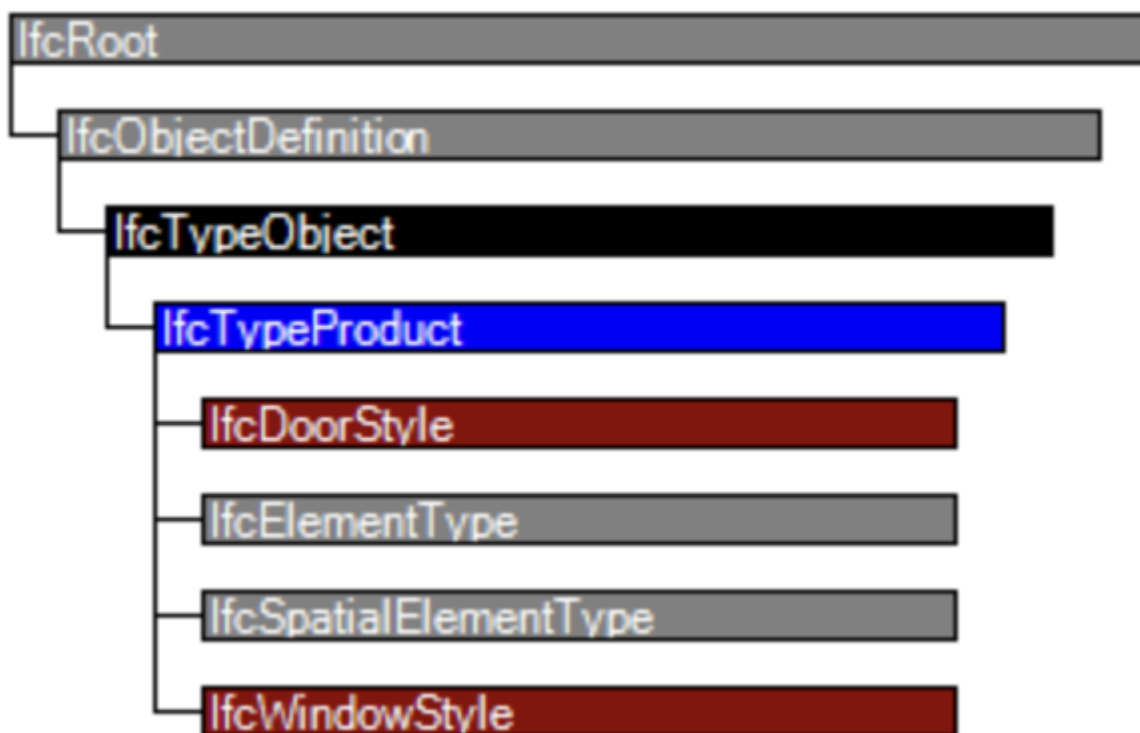 IfcRoot
IfcObjectDefinition
IfcTypeObject
IfcTypeProduct
IfcDoorStyle
IfcElementType
IfcSpatialElementType
IfcWindowStyle